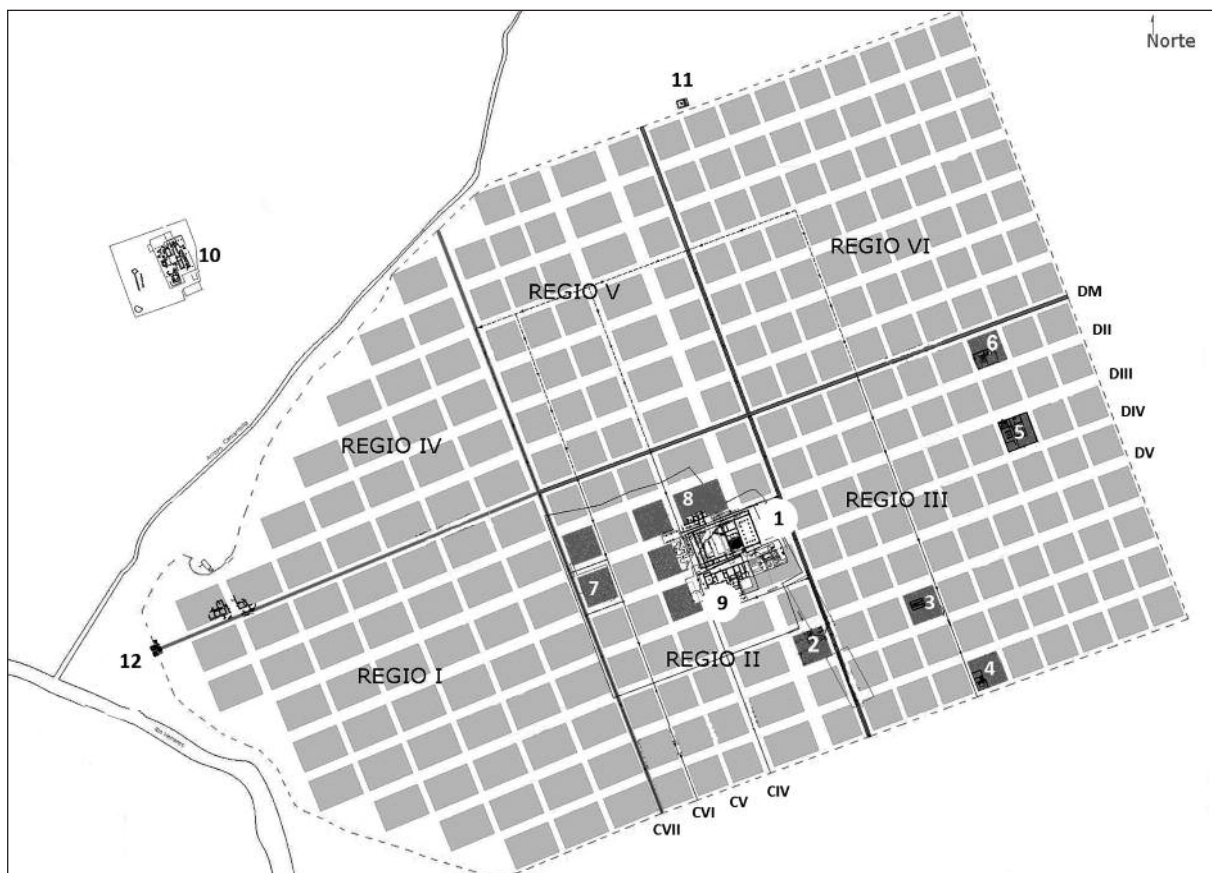 Norte
11
REGIO VI
10
REGIO V
DM
DII
6
DIII
REGIO IV
DIV
5
DV
8
REGIO III
1
7
9
3
2
12
REGIO II
4
REGIO I
CIV
CV
CVI
CVII